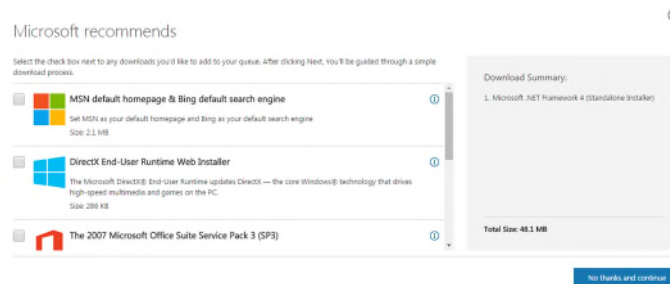 Microsoft recommends
Select the check box next to any downloads you'd like to add to your queue. After clicking Next, You'll be guided through a simple
download process.
MSN default homepage & Bing default search engine
Set MSN as your default homepage and Bing as your default search engine
Size: 2.1 MB
DirectX End-User Runtime Web Installer
The Microsoft DirectX® End-User Runtime updates DirectX — the core Windows® technology that drives
high-speed multimedia and games on the PC.
Size: 286 KB
The 2007 Microsoft Office Suite Service Pack 3 (SP3)
Download Summary:
1. Microsoft .NET Framework 4 (Standalone Installer)
Total Size: 48.1 MB
No thanks and continue